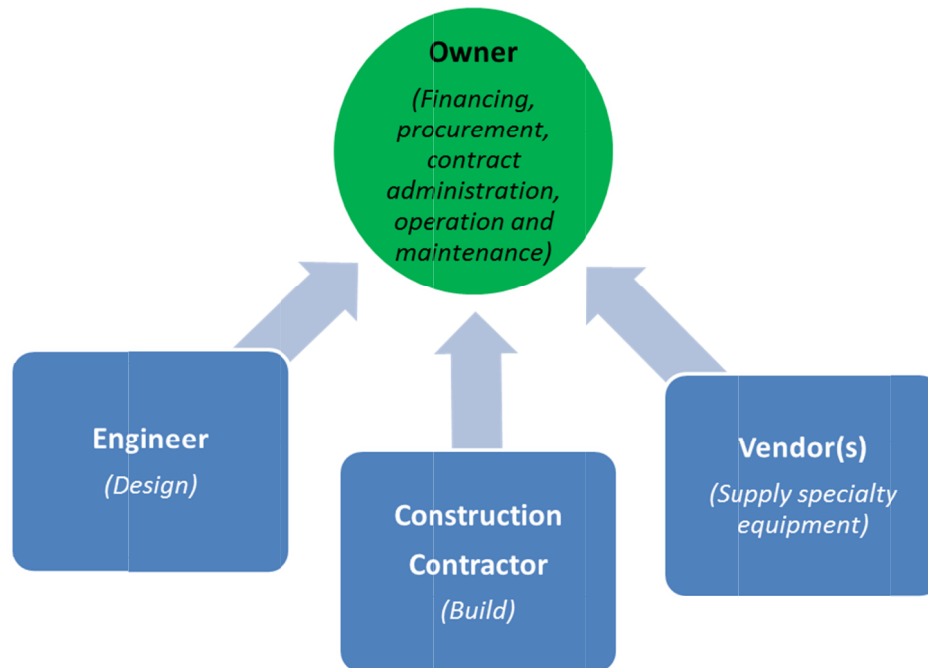 Owner
(Financing,
procurement,
contract
administration,
operation and
maintenance)
Engineer
(Design)
Construction
Contractor
(Build)
Vendor(s)
(Supply specialty
equipment)